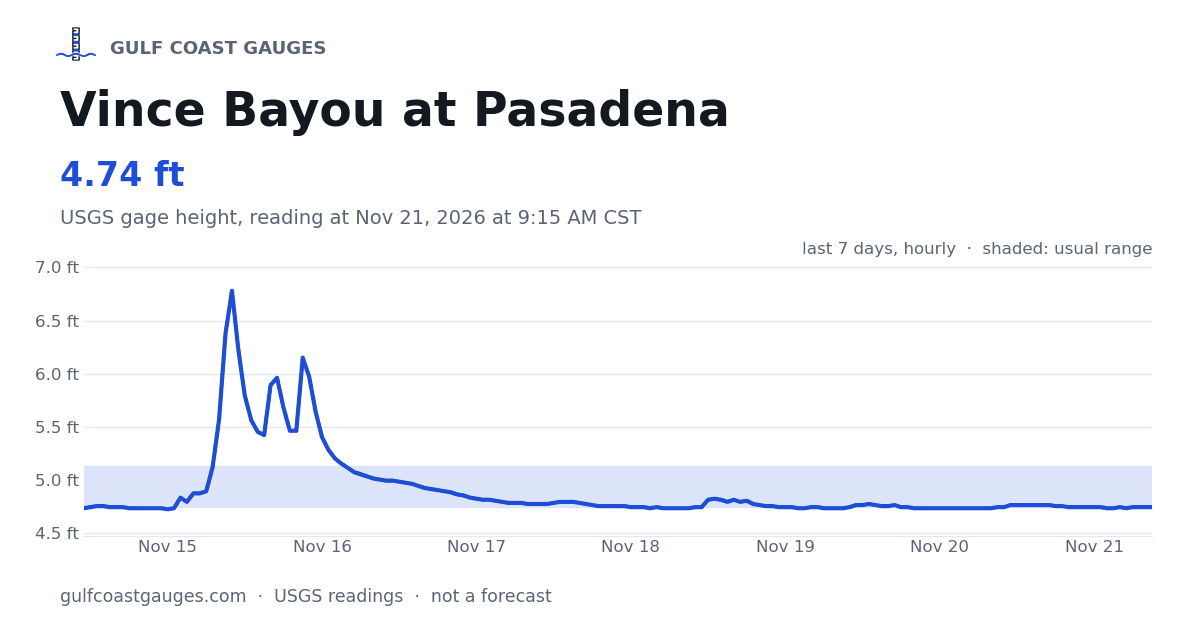 GULF COAST GAUGES
Vince Bayou at Pasadena
4.74 ft
USGS gage height, reading at Nov 21, 2026 at 9:15 AM CST
last 7 days, hourly · shaded: usual range
7.0 ft
6.5 ft
6.0 ft
5.5 ft
5.0 ft
4.5 ft
Nov 15 Nov 16 Nov 17 Nov 18 Nov 19 Nov 20 Nov 21
gulfcoastgauges.com · USGS readings · not a forecast